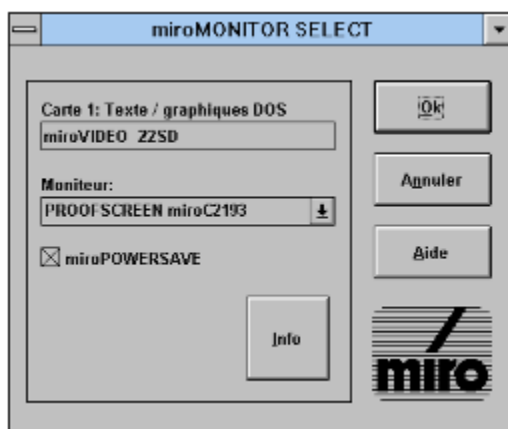 miroMONITOR SELECT
Carte 1: Texte / graphiques DOS
miroVIDEO 22SD
Moniteur:
PROOFSCREEN miroC2193
miroPOWERSAVE
Info
Ok
Annuler
Aide
miro